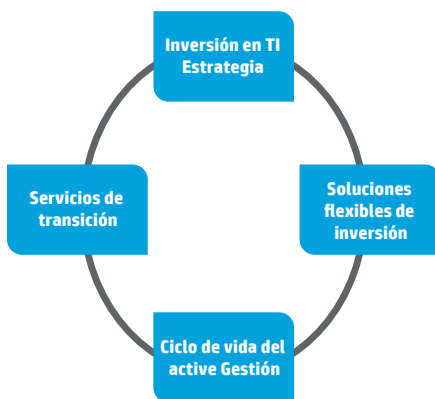 Inversión en TI
Estrategia
Servicios de
transición
Soluciones
flexibles de
inversión
Ciclo de vida del
active Gestión